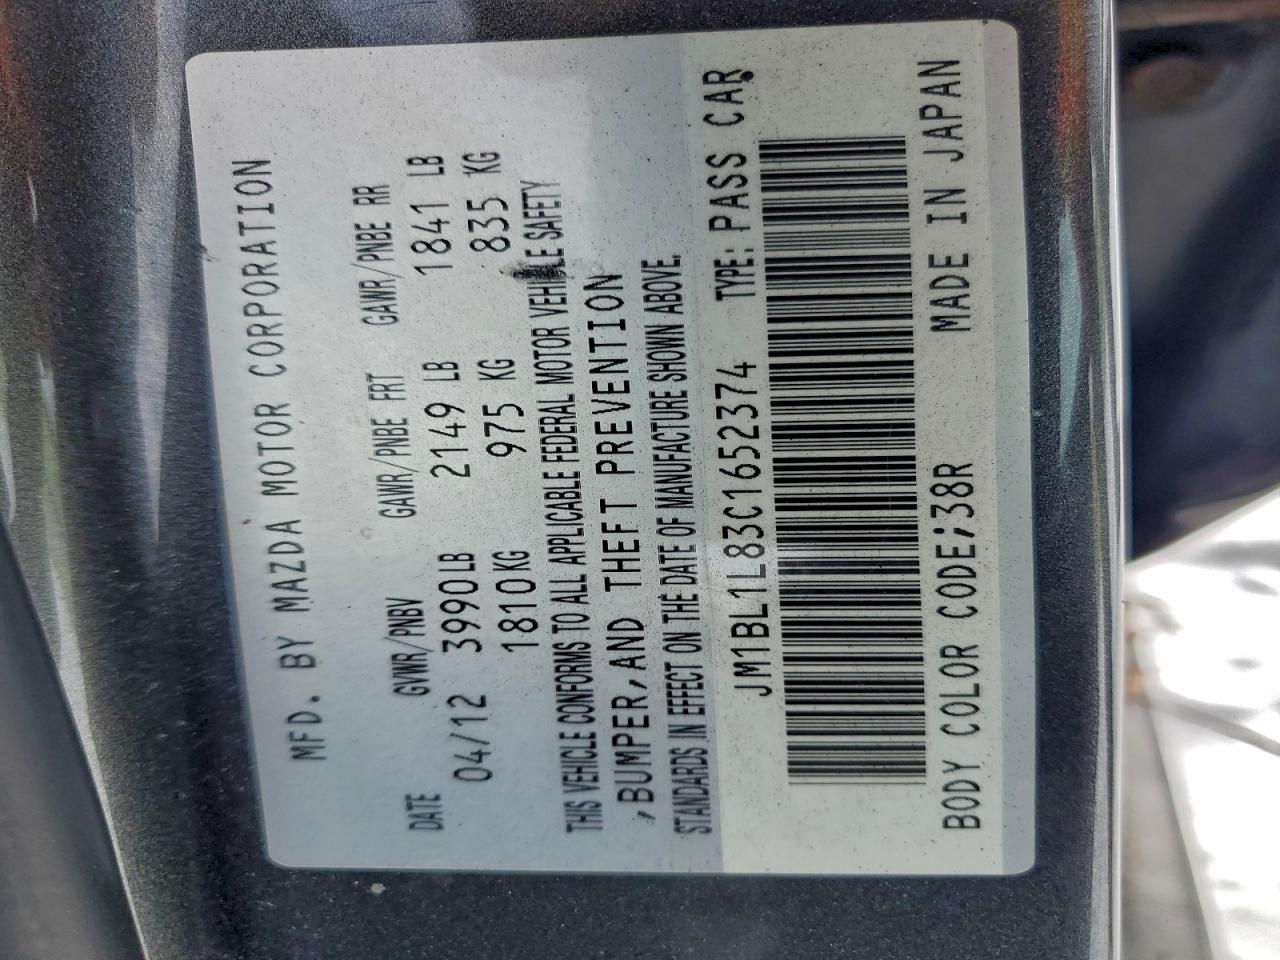 MFD. BY MAZDA MOTOR CORPORATION
DATE GVWR/PNBV GAWR/PNBE FRT GAWR/PNBE RR
04/12 3990LB 2149 LB 1841 LB
1810KG 975 KG 835 KG
THIS VEHICLE CONFORMS TO ALL APPLICABLE FEDERAL MOTOR VEHICLE SAFETY
,BUMPER,AND THEFT PREVENTION
STANDARDS IN EFFECT ON THE DATE OF MANUFACTURE SHOWN ABOVE.
JM1BL1L83C1652374 TYPE: PASS CAR
BODY COLOR CODE;38R MADE IN JAPAN